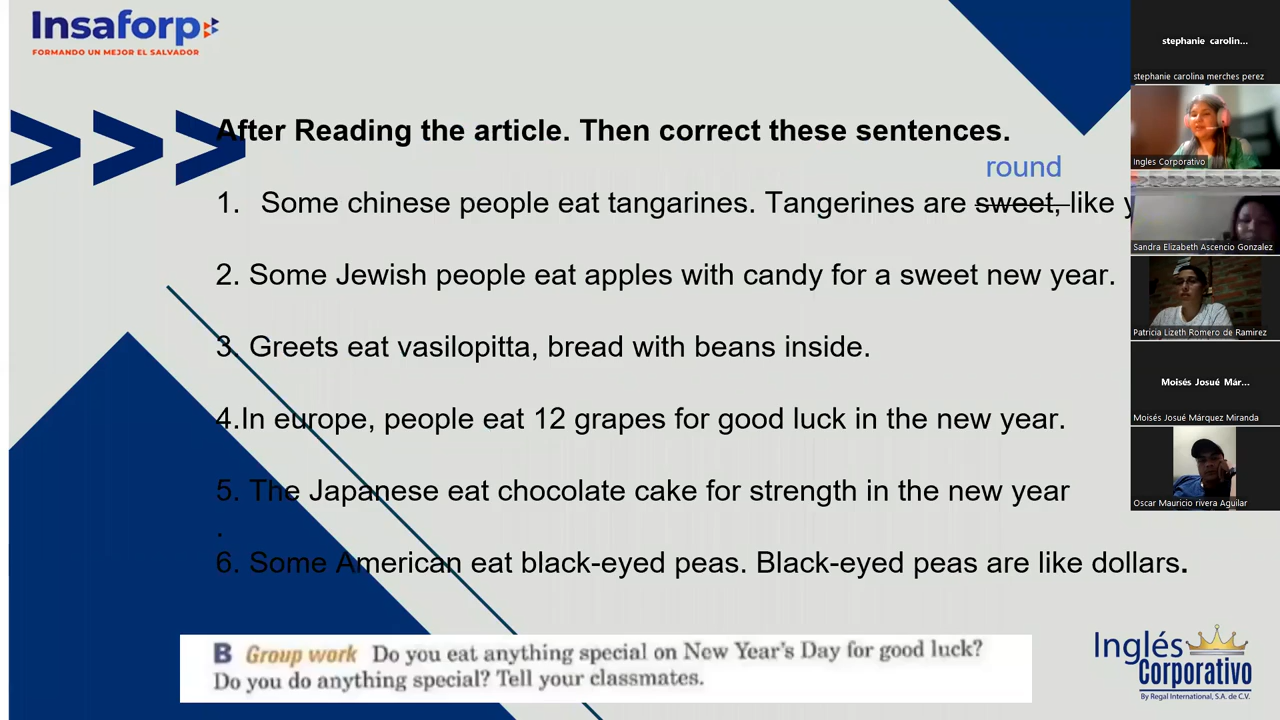 Insaforp
FORMANDO UN MEJOR EL SALVADOR
After Reading the article. Then correct these sentences.
round
1. Some chinese people eat tangarines. Tangerines are sweet, like
2. Some Jewish people eat apples with candy for a sweet new year.
3. Greets eat vasilopitta, bread with beans inside.
4.In europe, people eat 12 grapes for good luck in the new year.
5. The Japanese eat chocolate cake for strength in the new year
.
6. Some American eat black-eyed peas. Black-eyed peas are like dollars.
B Group work Do you eat anything special on New Year's Day for good luck?
Do you do anything special? Tell your classmates.
Inglés
Corporativo
By Regal International, S.A. de C.V.
stephanie carolin...
stephanie carolina merches perez
Ingles Corporativo
Sandra Elizabeth Ascencio Gonzalez
Patricia Lizeth Romero de Ramirez
Moisés Josué Már...
Moisés Josué Márquez Miranda
Oscar Mauricio rivera Aguilar